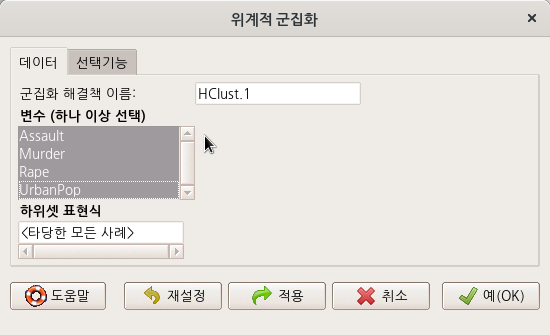 위계적 군집화
데이터 선택기능
군집화 해결책 이름: HClust.1
변수 (하나 이상 선택)
Assault
Murder
Rape
UrbanPop
하위셋 표현식
<타당한 모든 사례>
도움말 재설정 적용 취소 예(OK)